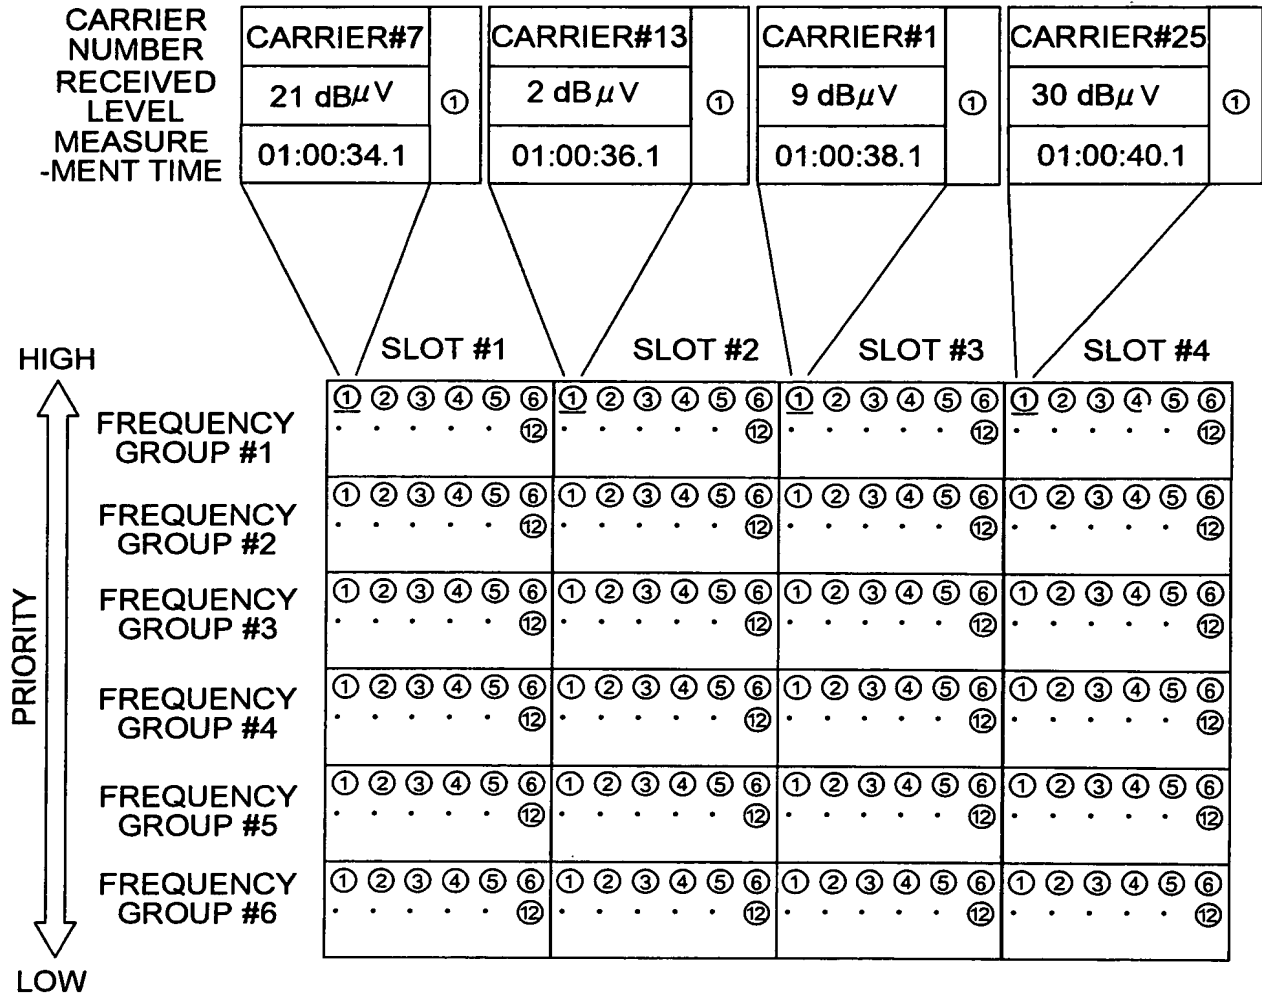 CARRIER
NUMBER
RECEIVED
LEVEL
MEASURE
-MENT TIME
CARRIER#7
21 dBμV
01:00:34.1
①
CARRIER#13
2 dBμV
01:00:36.1
①
CARRIER#1
9 dBμV
01:00:38.1
①
CARRIER#25
30 dBμV
01:00:40.1
①
HIGH
PRIORITY
LOW
SLOT #1 SLOT #2 SLOT #3 SLOT #4
FREQUENCY
GROUP #1
① ② ③ ④ ⑤ ⑥ ① ② ③ ④ ⑤ ⑥ ① ② ③ ④ ⑤ ⑥ ① ② ③ ④ ⑤ ⑥
· · · · · ⑫ · · · · · ⑫ · · · · · ⑫ · · · · · ⑫
FREQUENCY
GROUP #2
① ② ③ ④ ⑤ ⑥ ① ② ③ ④ ⑤ ⑥ ① ② ③ ④ ⑤ ⑥ ① ② ③ ④ ⑤ ⑥
· · · · · ⑫ · · · · · ⑫ · · · · · ⑫ · · · · · ⑫
FREQUENCY
GROUP #3
① ② ③ ④ ⑤ ⑥ ① ② ③ ④ ⑤ ⑥ ① ② ③ ④ ⑤ ⑥ ① ② ③ ④ ⑤ ⑥
· · · · · ⑫ · · · · · ⑫ · · · · · ⑫ · · · · · ⑫
FREQUENCY
GROUP #4
① ② ③ ④ ⑤ ⑥ ① ② ③ ④ ⑤ ⑥ ① ② ③ ④ ⑤ ⑥ ① ② ③ ④ ⑤ ⑥
· · · · · ⑫ · · · · · ⑫ · · · · · ⑫ · · · · · ⑫
FREQUENCY
GROUP #5
① ② ③ ④ ⑤ ⑥ ① ② ③ ④ ⑤ ⑥ ① ② ③ ④ ⑤ ⑥ ① ② ③ ④ ⑤ ⑥
· · · · · ⑫ · · · · · ⑫ · · · · · ⑫ · · · · · ⑫
FREQUENCY
GROUP #6
① ② ③ ④ ⑤ ⑥ ① ② ③ ④ ⑤ ⑥ ① ② ③ ④ ⑤ ⑥ ① ② ③ ④ ⑤ ⑥
· · · · · ⑫ · · · · · ⑫ · · · · · ⑫ · · · · · ⑫